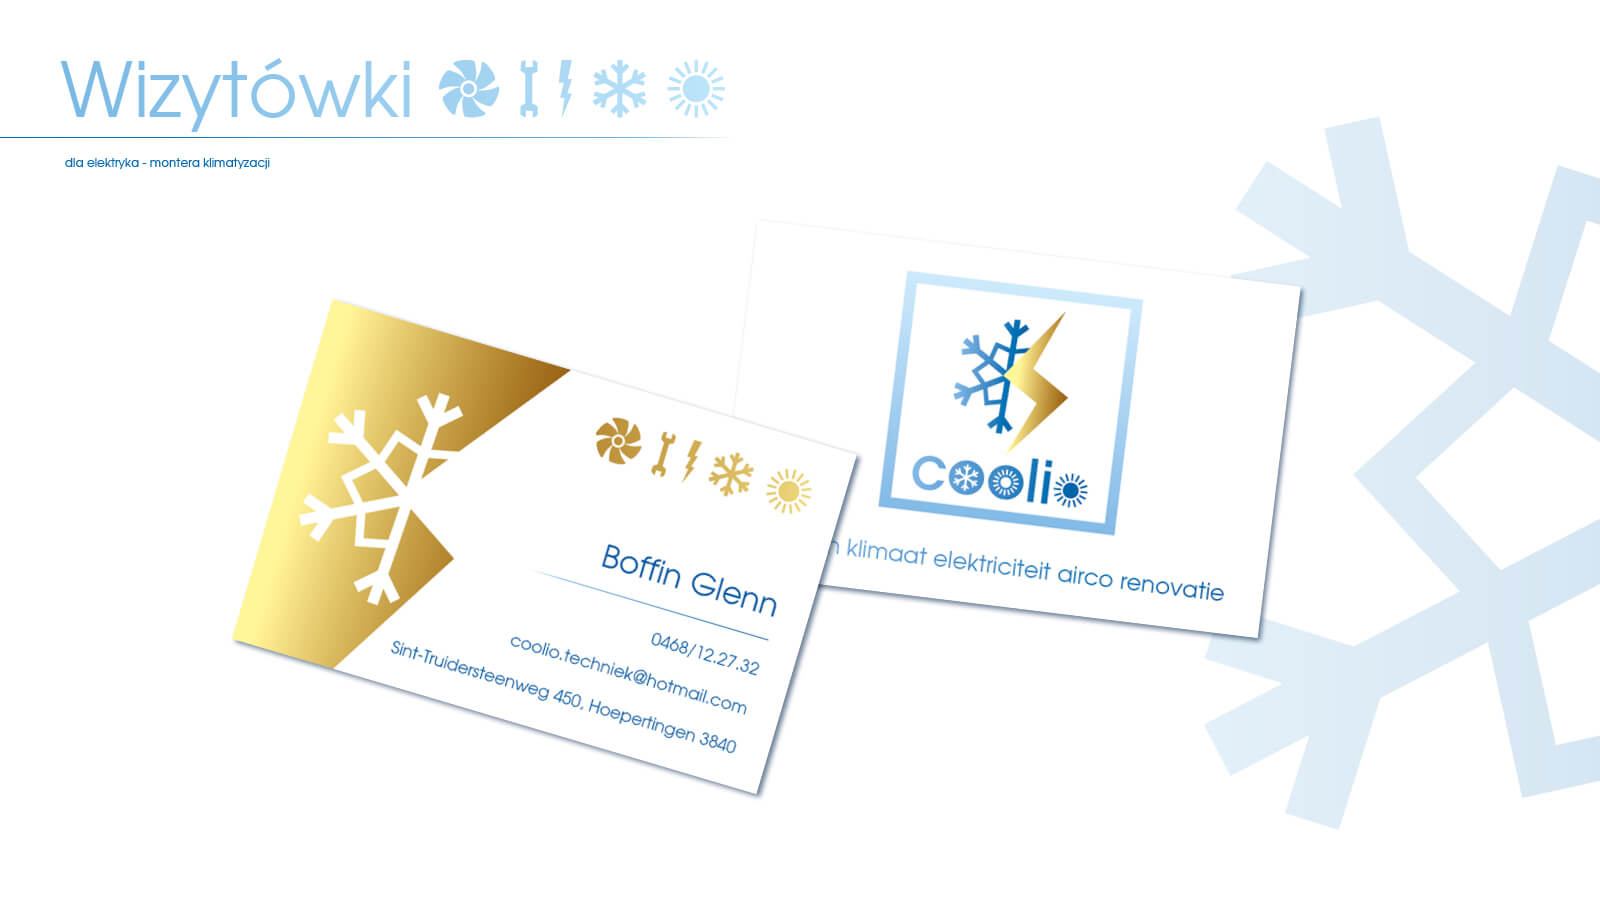 Wizytówki
dla elektryka - montera klimatyzacji
Boffin Glenn
0468/12.27.32
coolio.techniek@hotmail.com
Sint-Truidersteenweg 450, Hoepertingen 3840
coolio
klimaat elektriciteit airco renovatie